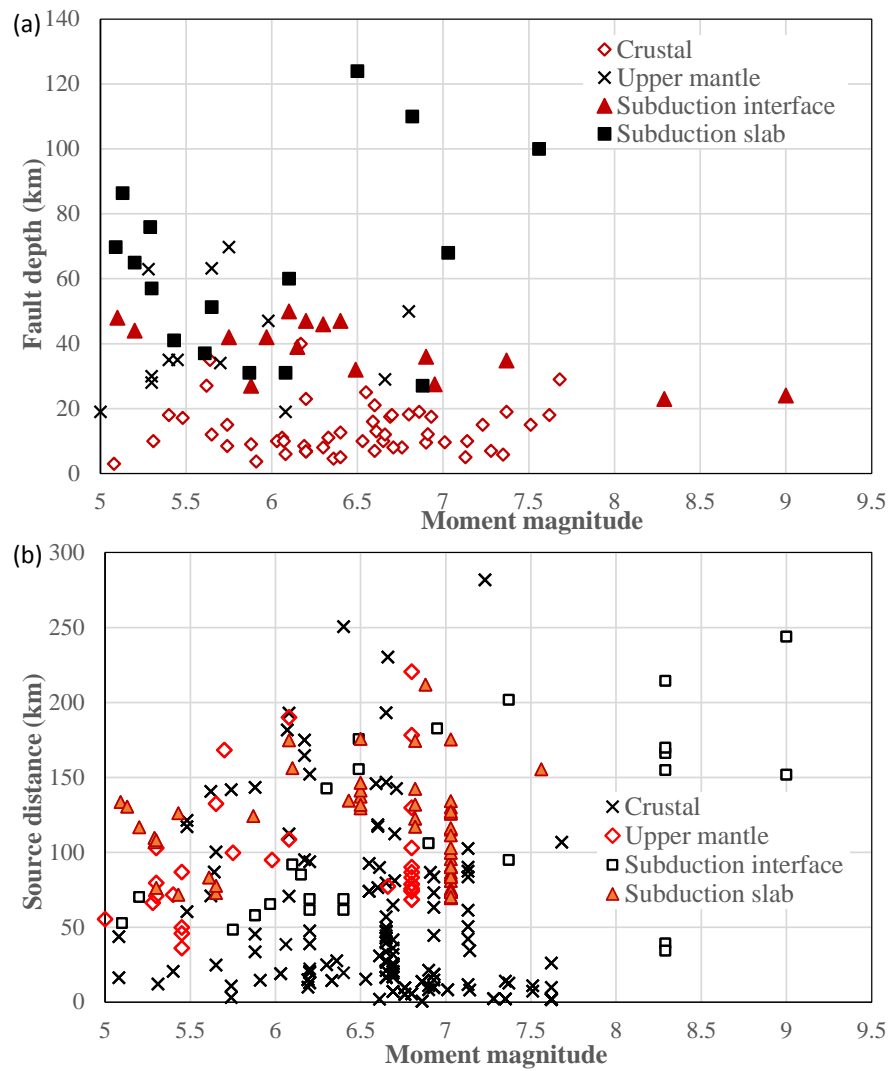 (a)
140
120
100
80
60
40
20
0
Fault depth (km)
Crustal
Upper mantle
Subduction interface
Subduction slab
5 5.5 6 6.5 7 7.5 8 8.5 9 9.5
Moment magnitude
(b)
300
250
200
150
100
50
0
Source distance (km)
Crustal
Upper mantle
Subduction interface
Subduction slab
5 5.5 6 6.5 7 7.5 8 8.5 9 9.5
Moment magnitude